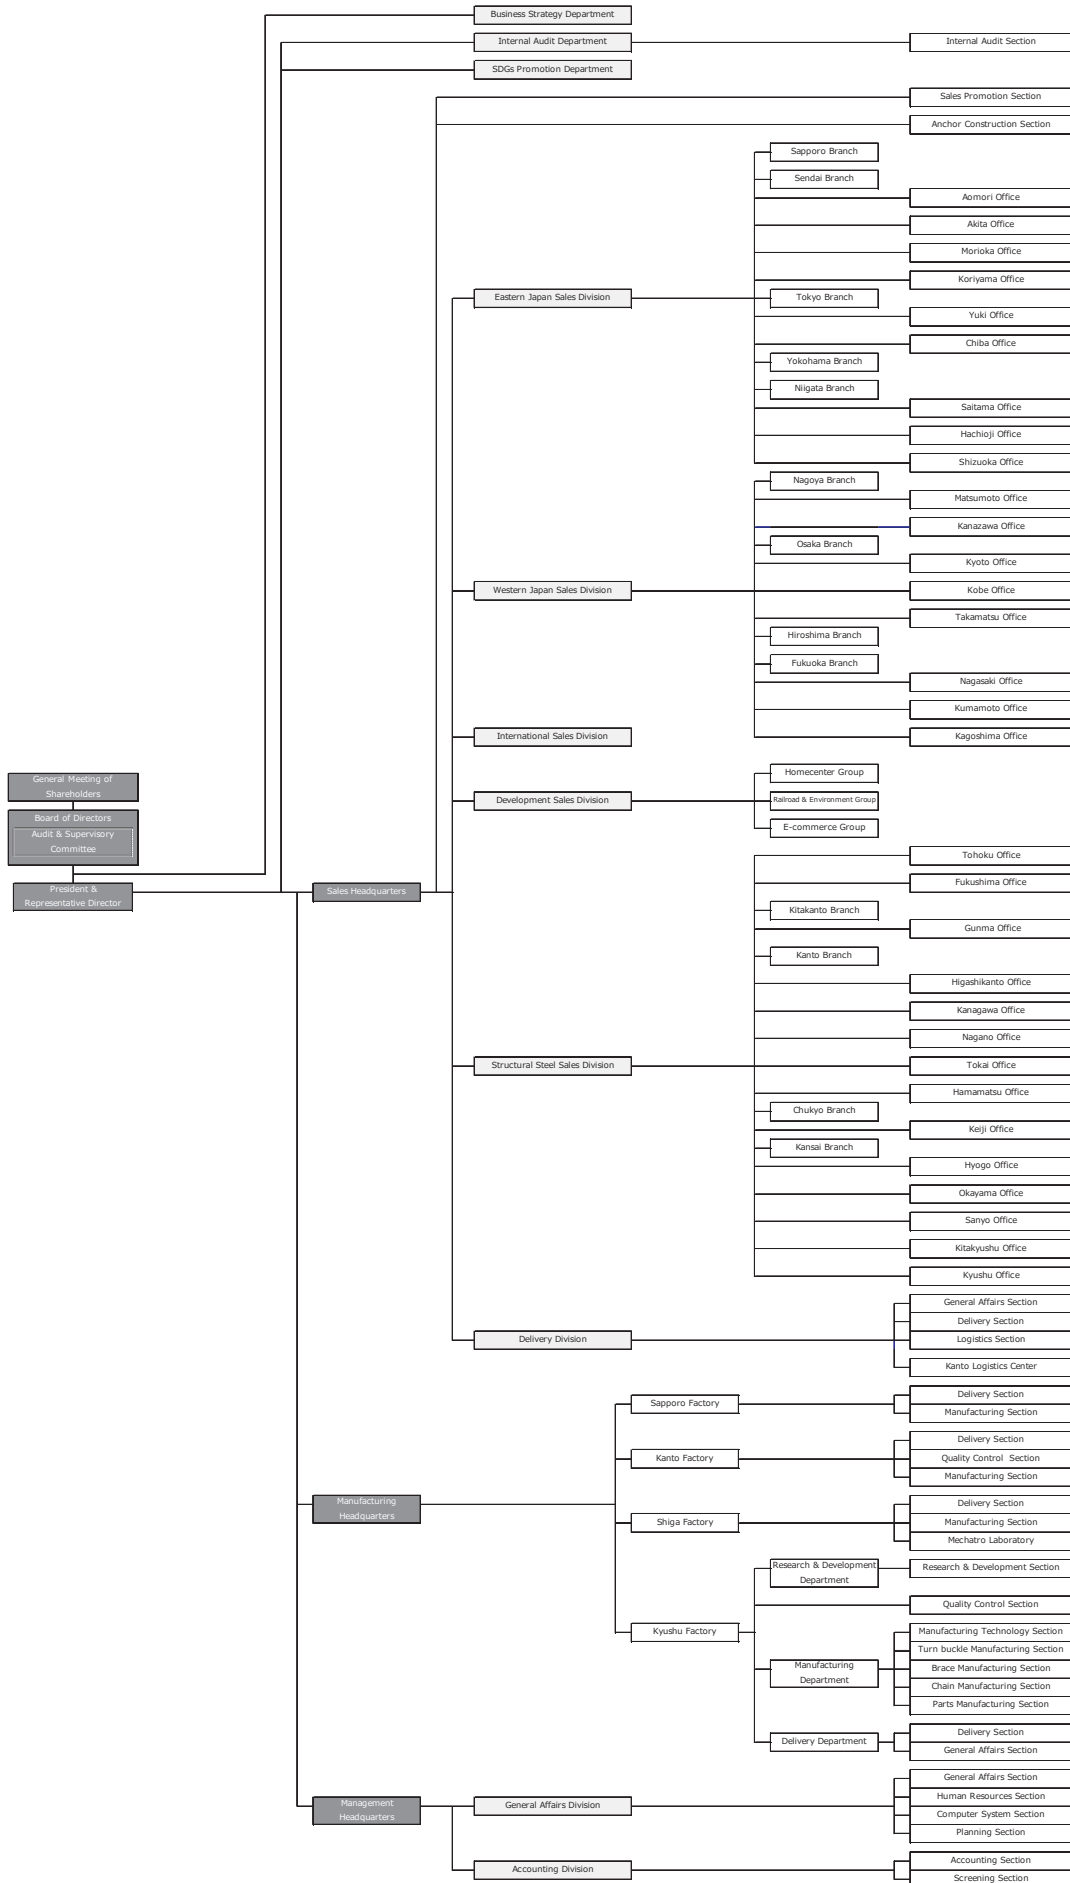 Business Strategy Department
Internal Audit Department
Internal Audit Section
SDGs Promotion Department
Sales Promotion Section
Anchor Construction Section
Sapporo Branch
Sendai Branch
Aomori Office
Akita Office
Morioka Office
Koriyama Office
Eastern Japan Sales Division
Tokyo Branch
Yuki Office
Chiba Office
Yokohama Branch
Niigata Branch
Saitama Office
Hachioji Office
Shizuoka Office
Nagoya Branch
Matsumoto Office
Kanazawa Office
Osaka Branch
Kyoto Office
Western Japan Sales Division
Kobe Office
Takamatsu Office
Hiroshima Branch
Fukuoka Branch
Nagasaki Office
Kumamoto Office
International Sales Division
Kagoshima Office
General Meeting of
Shareholders
Board of Directors
Audit & Supervisory
Committee
President &
Representative Director
Sales Headquarters
Homecenter Group
Development Sales Division
Railroad & Environment Group
E-commerce Group
Tohoku Office
Fukushima Office
Kitakanto Branch
Gunma Office
Kanto Branch
Higashikanto Office
Kanagawa Office
Nagano Office
Structural Steel Sales Division
Tokai Office
Hamamatsu Office
Chukyo Branch
Keiji Office
Kansai Branch
Hyogo Office
Okayama Office
Sanyo Office
Kitakyushu Office
Kyushu Office
General Affairs Section
Delivery Section
Delivery Division
Logistics Section
Kanto Logistics Center
Manufacturing
Headquarters
Sapporo Factory
Delivery Section
Manufacturing Section
Kanto Factory
Delivery Section
Quality Control Section
Manufacturing Section
Shiga Factory
Delivery Section
Manufacturing Section
Mechatro Laboratory
Kyushu Factory
Research & Development
Department
Research & Development Section
Quality Control Section
Manufacturing
Department
Manufacturing Technology Section
Turn buckle Manufacturing Section
Brace Manufacturing Section
Chain Manufacturing Section
Parts Manufacturing Section
Delivery Department
Delivery Section
General Affairs Section
Management
Headquarters
General Affairs Division
General Affairs Section
Human Resources Section
Computer System Section
Planning Section
Accounting Division
Accounting Section
Screening Section